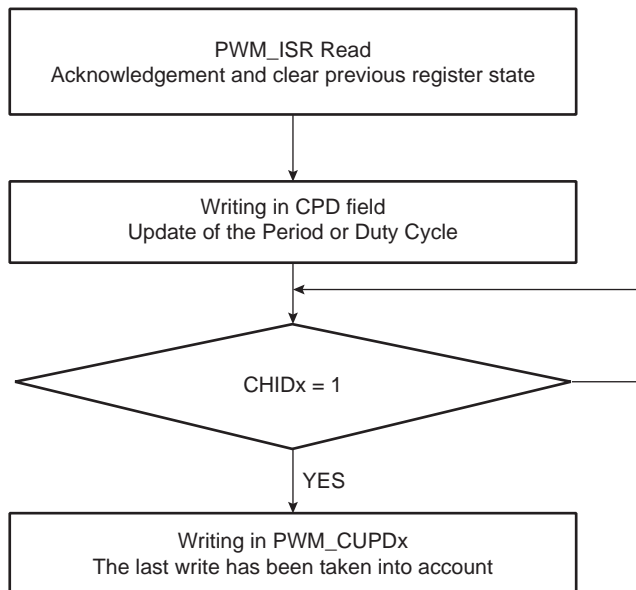 PWM_ISR Read
Acknowledgement and clear previous register state
Writing in CPD field
Update of the Period or Duty Cycle
CHIDx = 1
YES
Writing in PWM_CUPDx
The last write has been taken into account